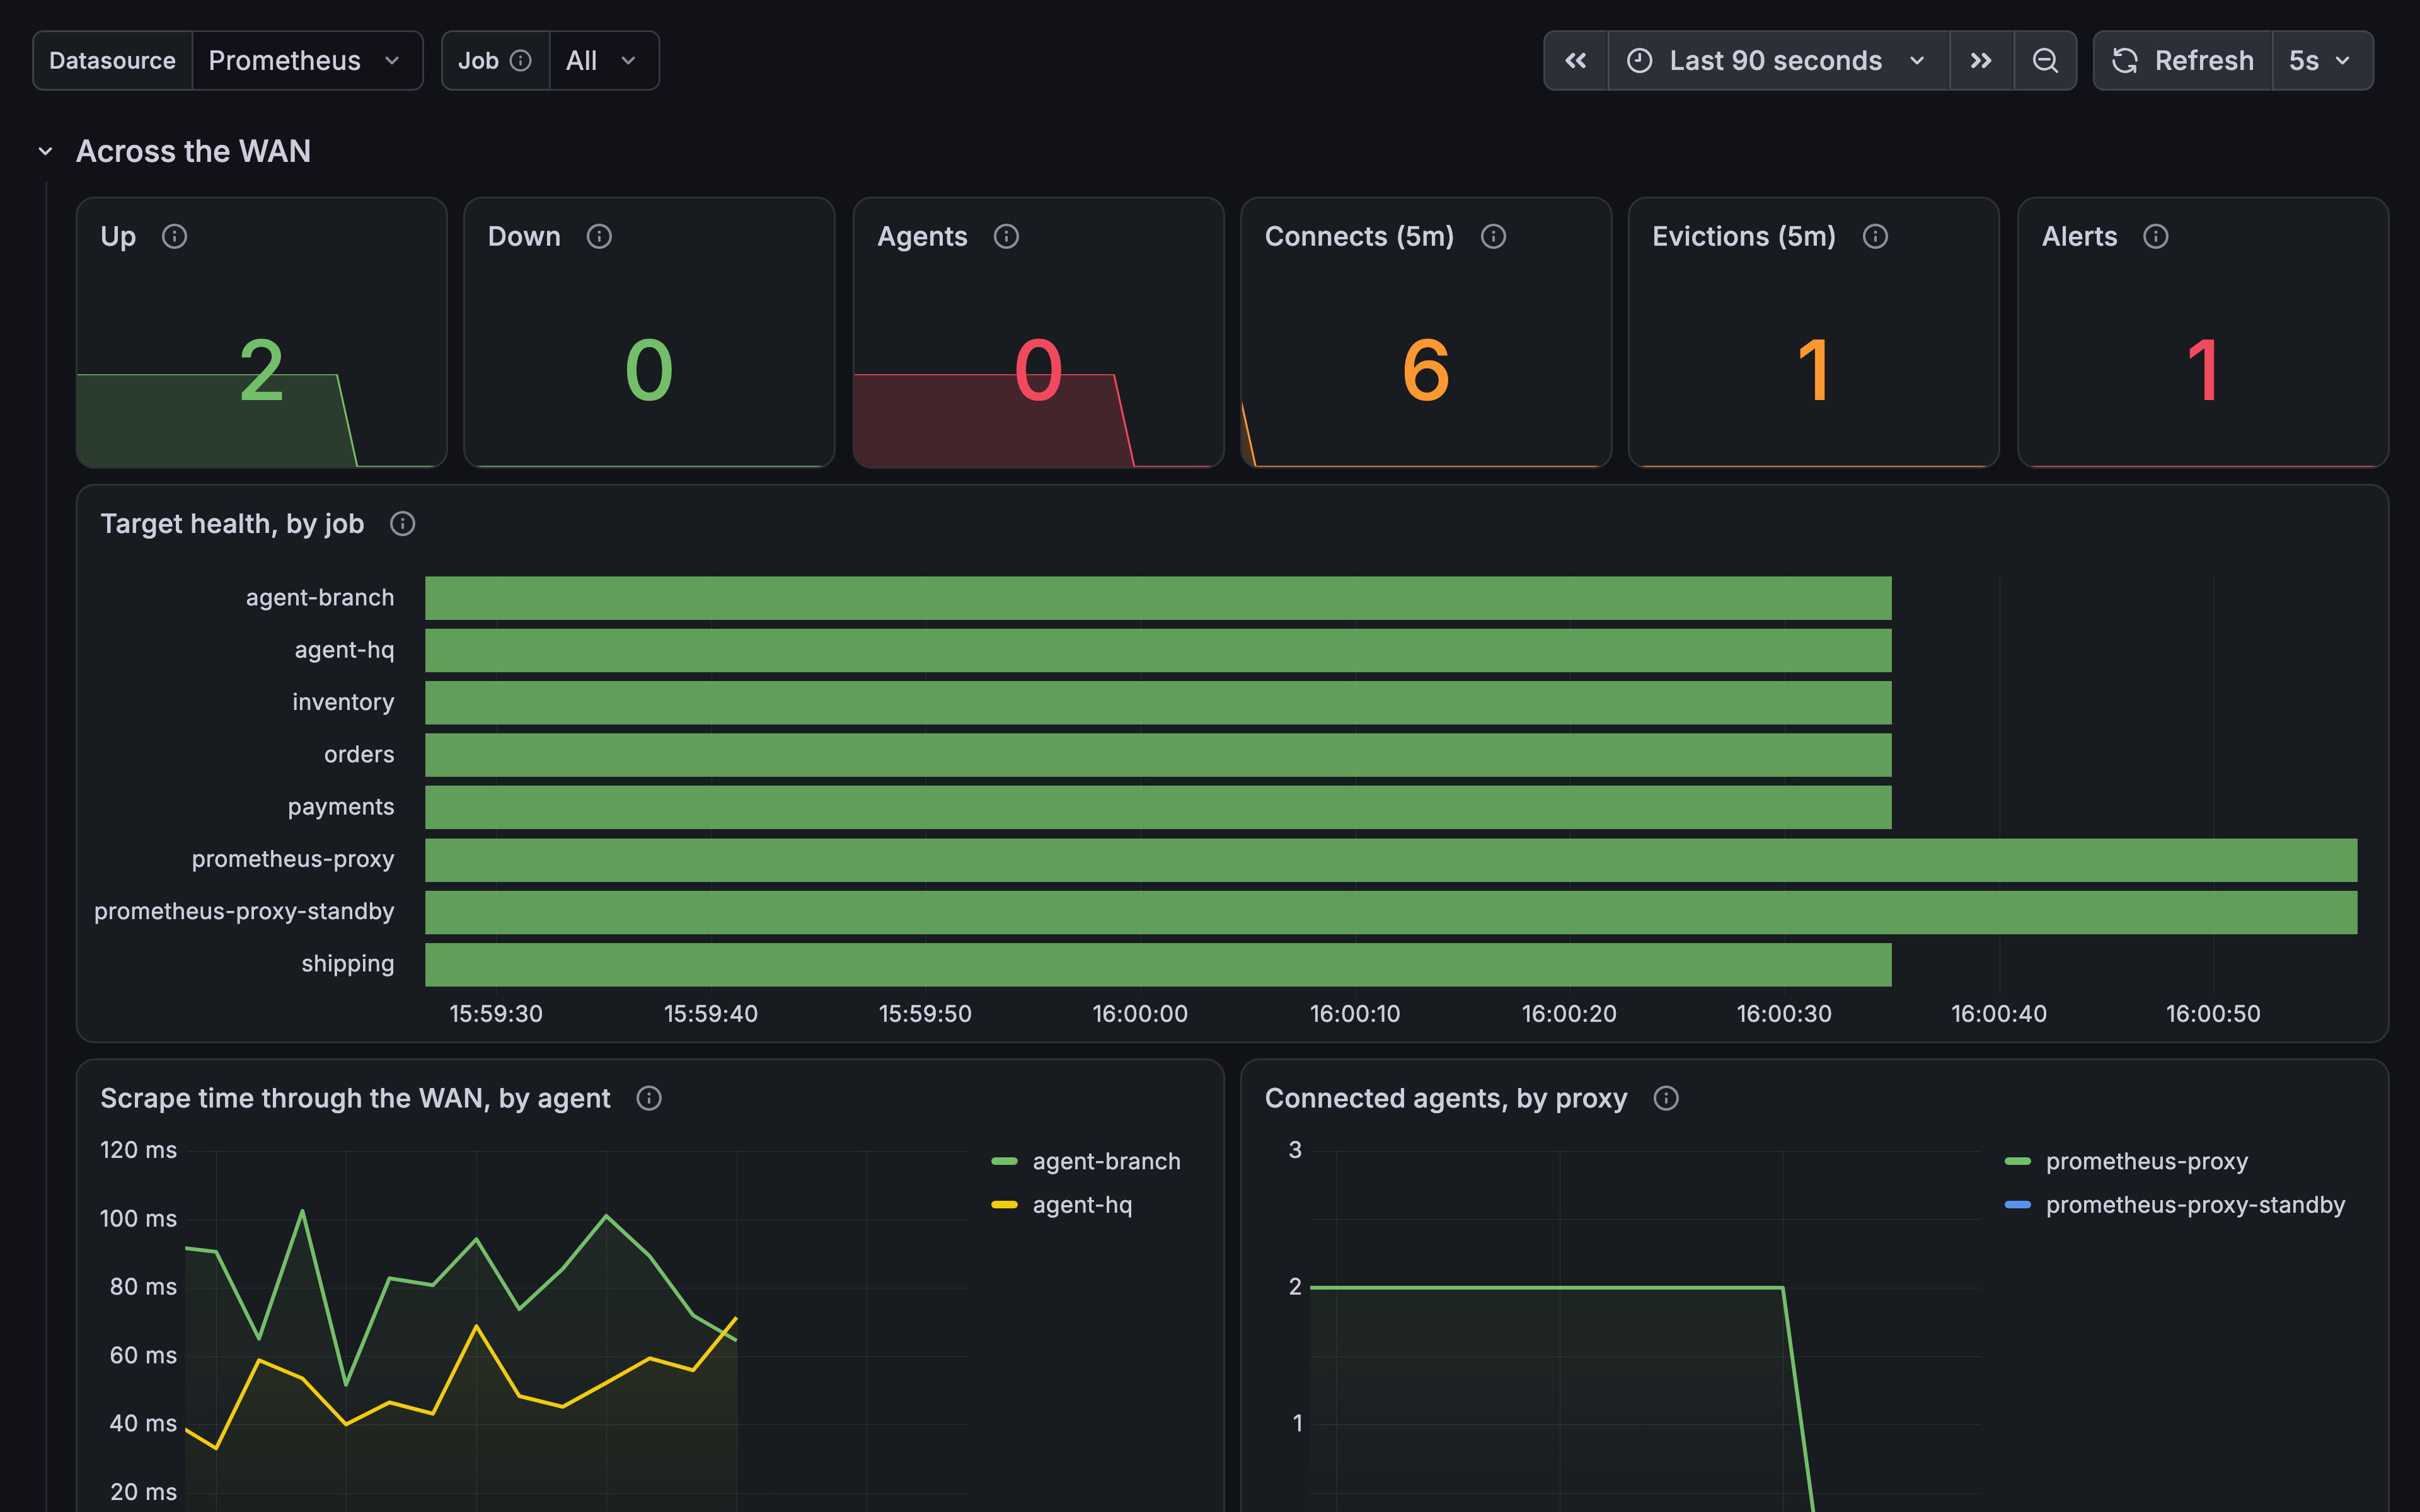 Datasource Prometheus Job All Last 90 seconds Refresh 5s
Across the WAN
Up Down Agents Connects (5m) Evictions (5m) Alerts
2 0 0 6 1 1
Target health, by job
agent-branch
agent-hq
inventory
orders
payments
prometheus-proxy
prometheus-proxy-standby
shipping
15:59:30 15:59:40 15:59:50 16:00:00 16:00:10 16:00:20 16:00:30 16:00:40 16:00:50
Scrape time through the WAN, by agent
120 ms
100 ms
80 ms
60 ms
40 ms
20 ms
agent-branch
agent-hq
Connected agents, by proxy
3
2
1
prometheus-proxy
prometheus-proxy-standby